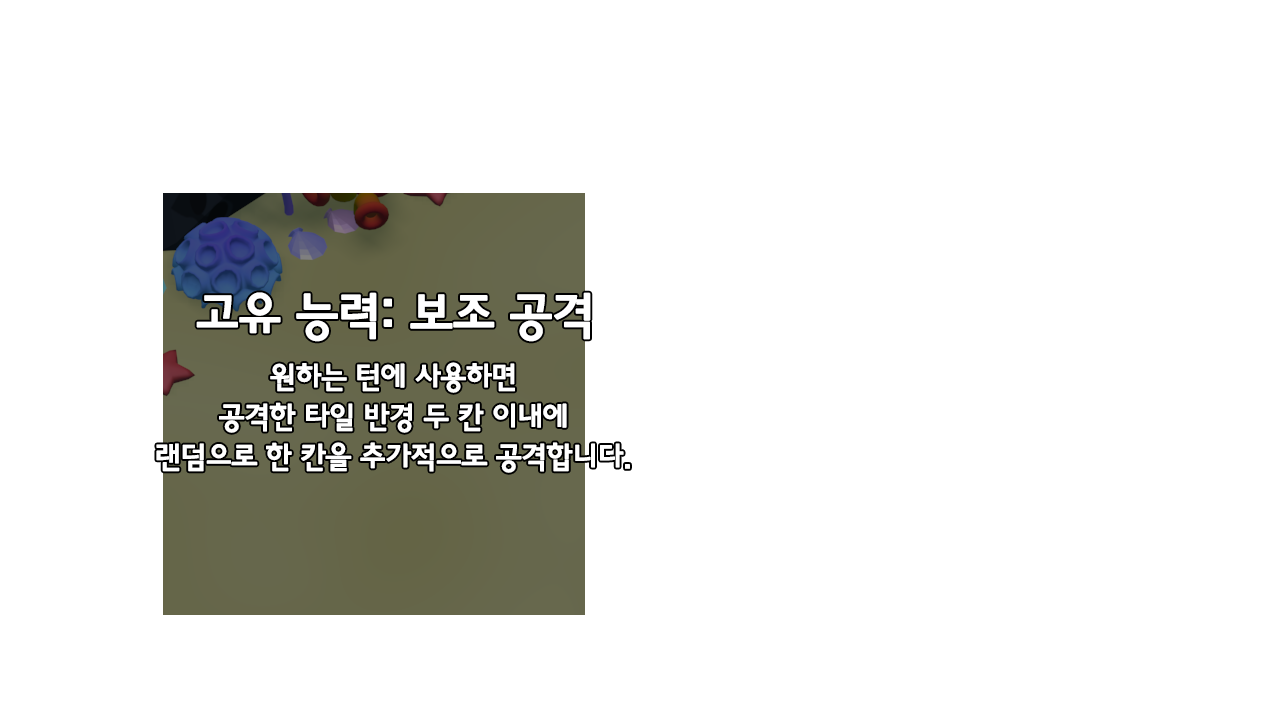 고유 능력: 보조 공격
원하는 턴에 사용하면
공격한 타일 반경 두 칸 이내에
랜덤으로 한 칸을 추가적으로 공격합니다.